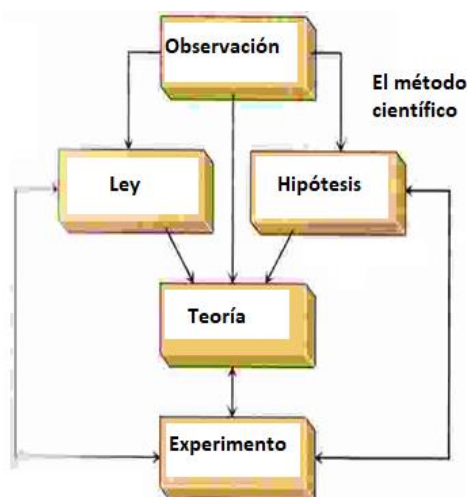 Observación
El método
científico
Ley
Hipótesis
Teoría
Experimento